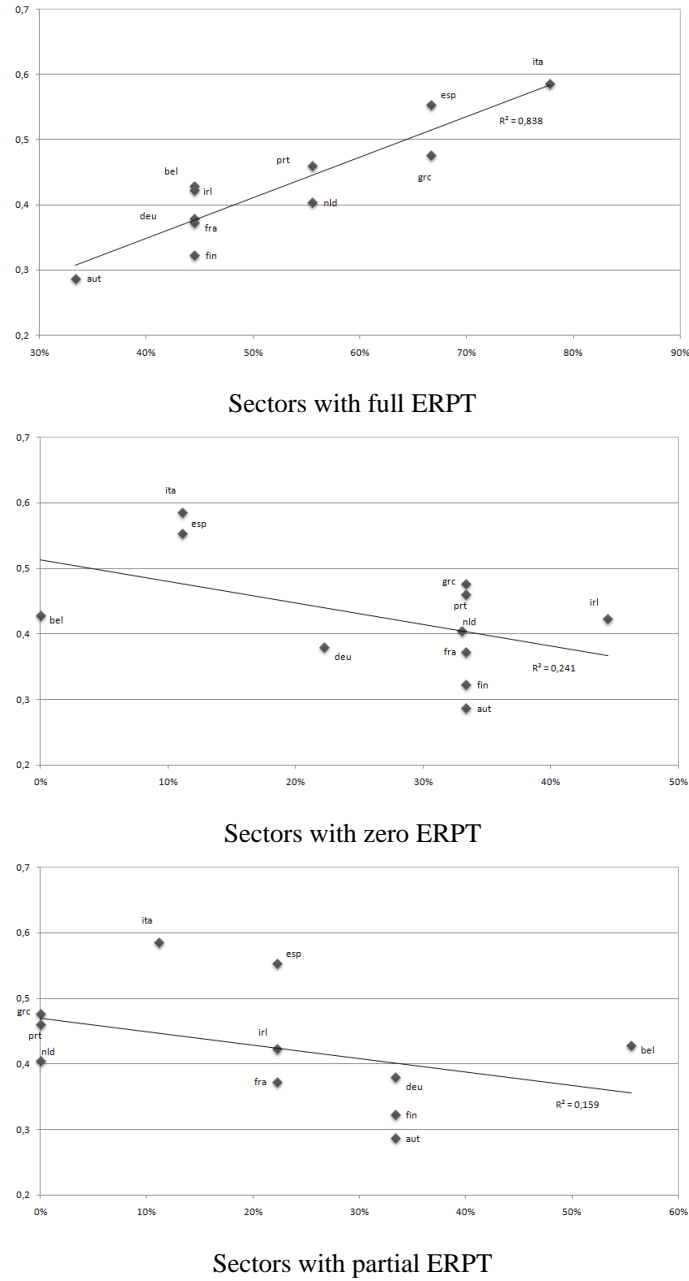 0,7
ita
0,6
esp
R² = 0,838
0,5
prt
grc
bel
irl
0,4
nld
deu
fra
fin
0,3
aut
0,2
30% 40% 50% 60% 70% 80% 90%
Sectors with full ERPT
0,7
ita
0,6
esp
0,5
grc
prt
irl
bel
nld
0,4
fra
deu
R² = 0,241
fin
0,3
aut
0,2
0% 10% 20% 30% 40% 50%
Sectors with zero ERPT
0,7
ita
0,6
esp
grc
0,5
prt
irl
nld
bel
0,4
fra
deu
R² = 0,159
fin
0,3
aut
0,2
0% 10% 20% 30% 40% 50% 60%
Sectors with partial ERPT